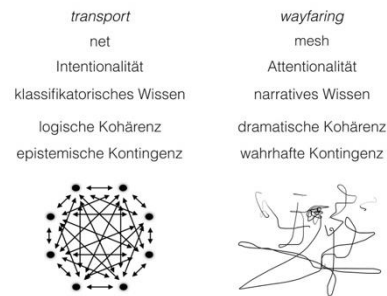 transport wayfaring
net mesh
Intentionalität Attentionalität
klassifikatorisches Wissen narratives Wissen
logische Kohärenz dramatische Kohärenz
epistemische Kontingenz wahrhafte Kontingenz